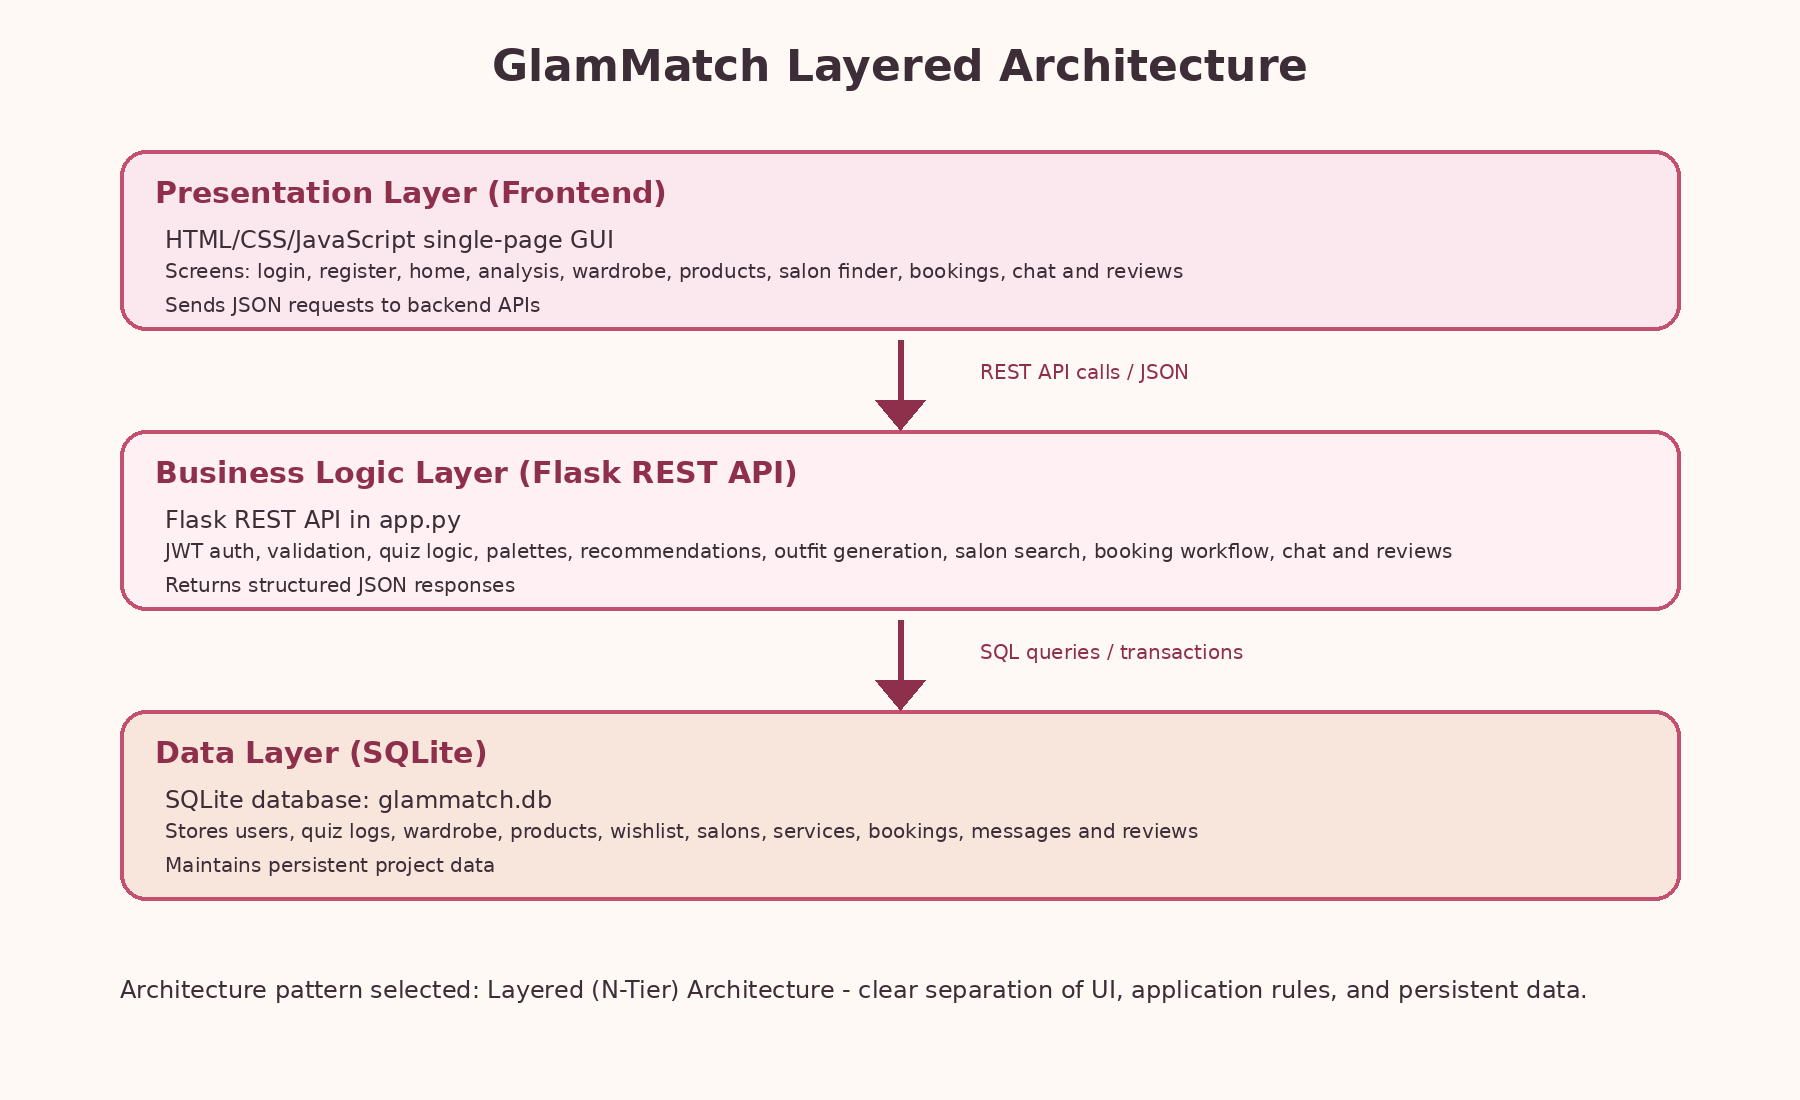 GlamMatch Layered Architecture
Presentation Layer (Frontend)
HTML/CSS/JavaScript single-page GUI
Screens: login, register, home, analysis, wardrobe, products, salon finder, bookings, chat and reviews
Sends JSON requests to backend APIs
REST API calls / JSON
Business Logic Layer (Flask REST API)
Flask REST API in app.py
JWT auth, validation, quiz logic, palettes, recommendations, outfit generation, salon search, booking workflow, chat and reviews
Returns structured JSON responses
SQL queries / transactions
Data Layer (SQLite)
SQLite database: glammatch.db
Stores users, quiz logs, wardrobe, products, wishlist, salons, services, bookings, messages and reviews
Maintains persistent project data
Architecture pattern selected: Layered (N-Tier) Architecture - clear separation of UI, application rules, and persistent data.